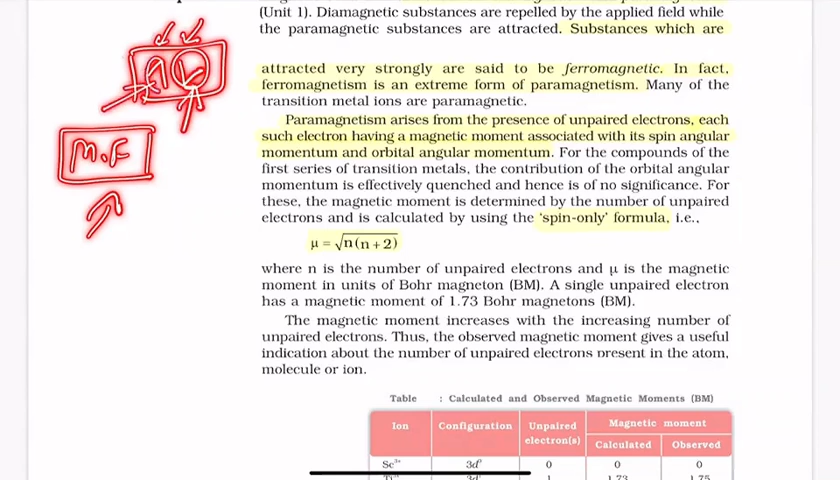 (Unit 1). Diamagnetic substances are repelled by the applied field while
the paramagnetic substances are attracted. Substances which are
attracted very strongly are said to be ferromagnetic. In fact,
ferromagnetism is an extreme form of paramagnetism. Many of the
transition metal ions are paramagnetic.
Paramagnetism arises from the presence of unpaired electrons, each
such electron having a magnetic moment associated with its spin angular
momentum and orbital angular momentum. For the compounds of the
first series of transition metals, the contribution of the orbital angular
momentum is effectively quenched and hence is of no significance. For
these, the magnetic moment is determined by the number of unpaired
electrons and is calculated by using the ‘spin-only’ formula, i.e.,
μ = √n(n + 2)
where n is the number of unpaired electrons and μ is the magnetic
moment in units of Bohr magneton (BM). A single unpaired electron
has a magnetic moment of 1.73 Bohr magnetons (BM).
The magnetic moment increases with the increasing number of
unpaired electrons. Thus, the observed magnetic moment gives a useful
indication about the number of unpaired electrons present in the atom,
molecule or ion.
M.F
Table : Calculated and Observed Magnetic Moments (BM)
Ion Configuration Unpaired electron(s) Magnetic moment
Calculated Observed
Sc³⁺ 3d⁰ 0 0 0
1 1.73 1.75